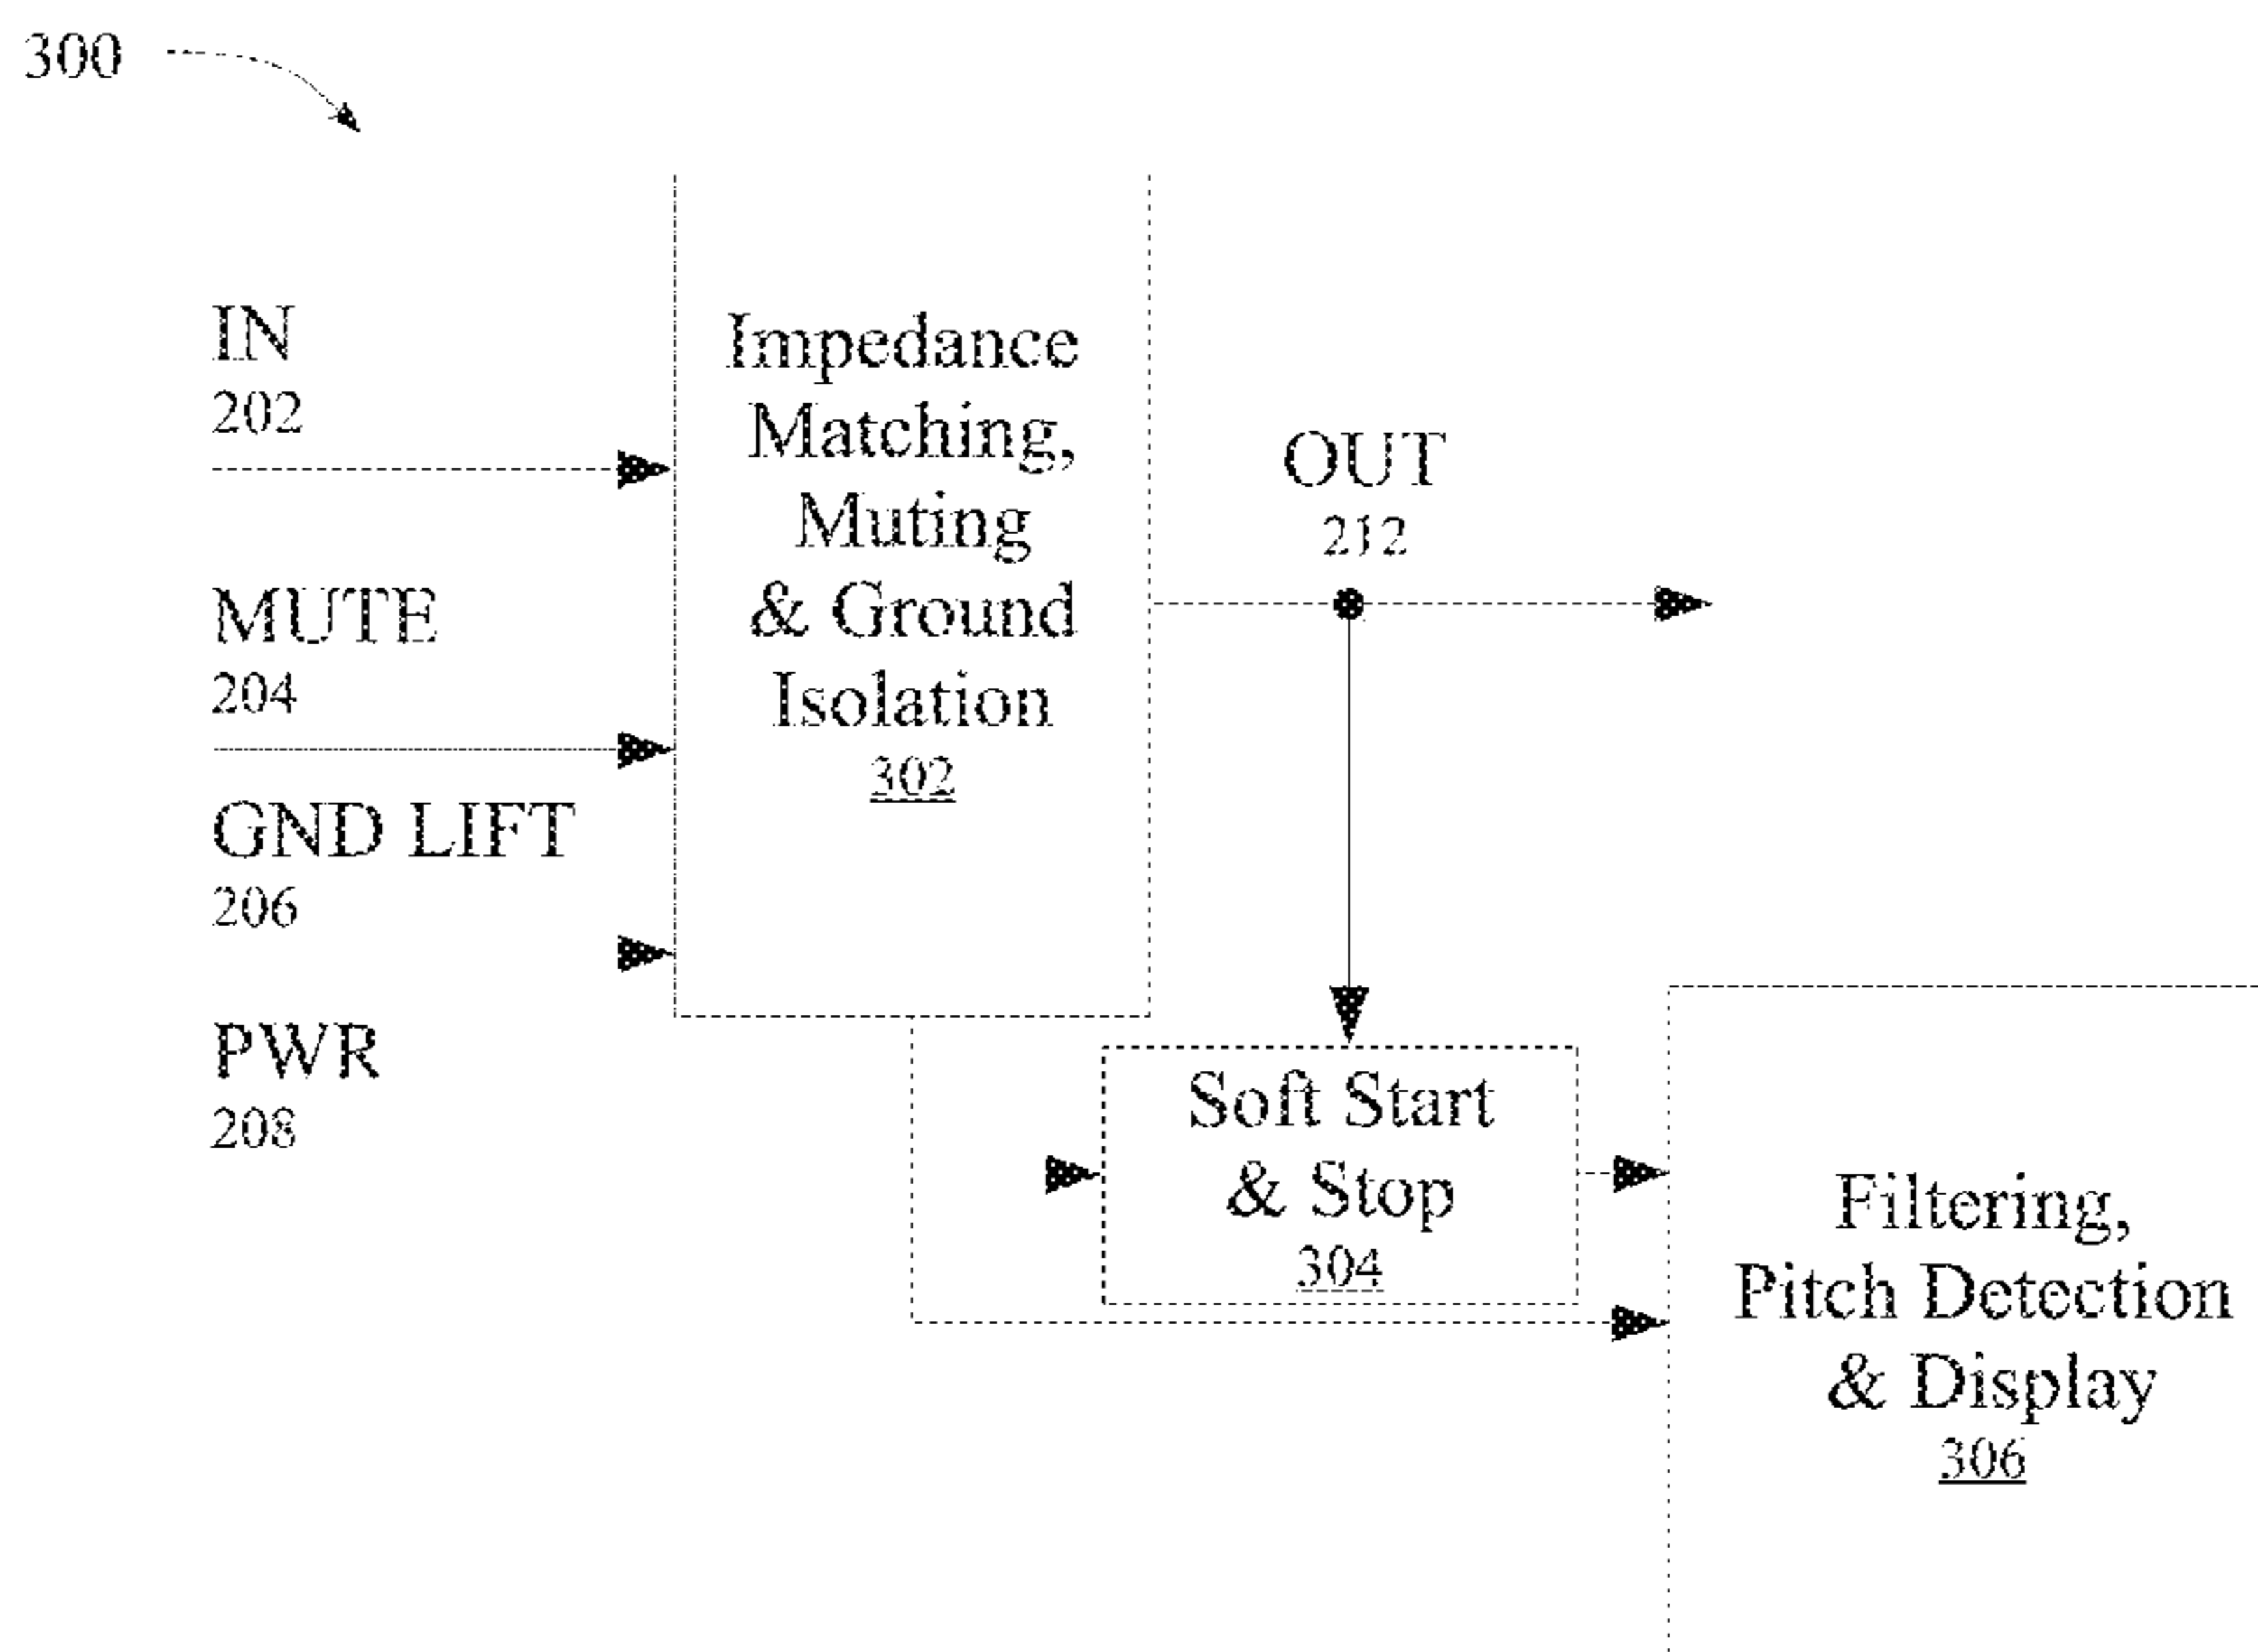 300
IN
202
MUTE
204
GND LIFT
206
PWR
208
Impedance
Matching,
Muting
& Ground
Isolation
302
OUT
212
Soft Start
& Stop
304
Filtering,
Pitch Detection
& Display
306